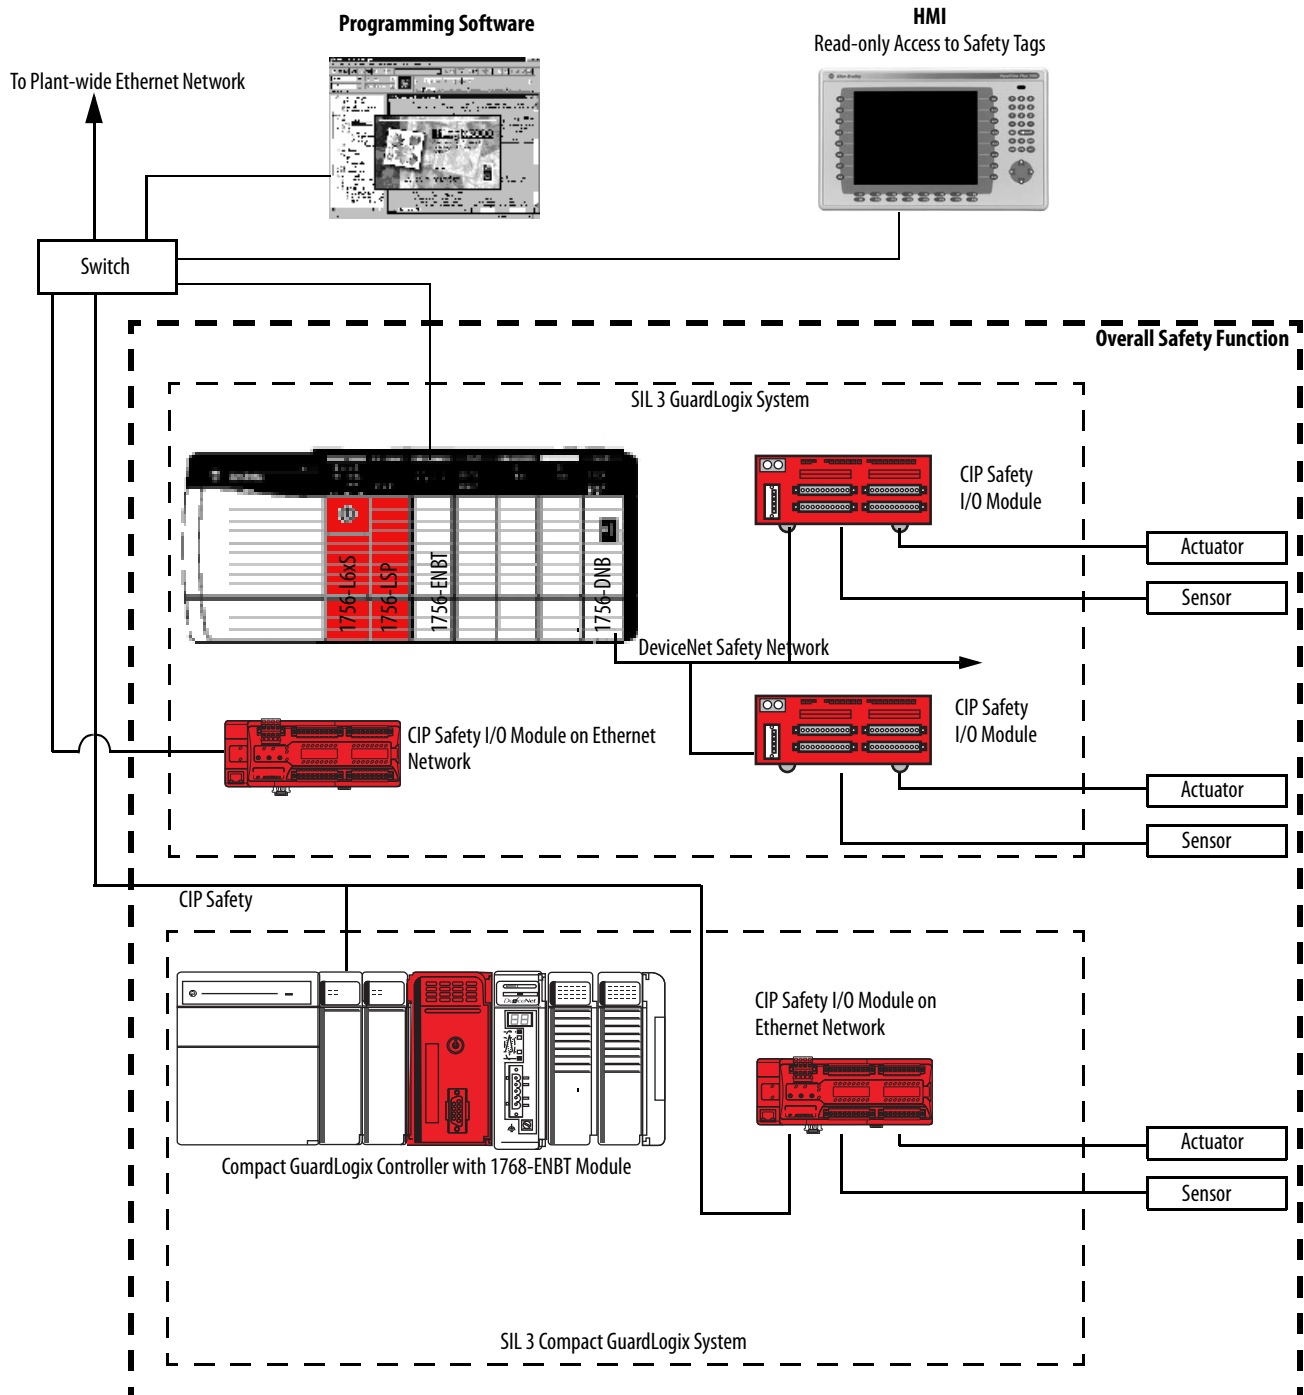 Programming Software
HMI
Read-only Access to Safety Tags
To Plant-wide Ethernet Network
Switch
Overall Safety Function
SIL 3 GuardLogix System
CIP Safety
I/O Module
Actuator
Sensor
1756-L6xS
1756-LSP
1756-ENBT
1756-DNB
DeviceNet Safety Network
CIP Safety
I/O Module
CIP Safety I/O Module on Ethernet
Network
Actuator
Sensor
CIP Safety
CIP Safety I/O Module on
Ethernet Network
Actuator
Sensor
Compact GuardLogix Controller with 1768-ENBT Module
SIL 3 Compact GuardLogix System